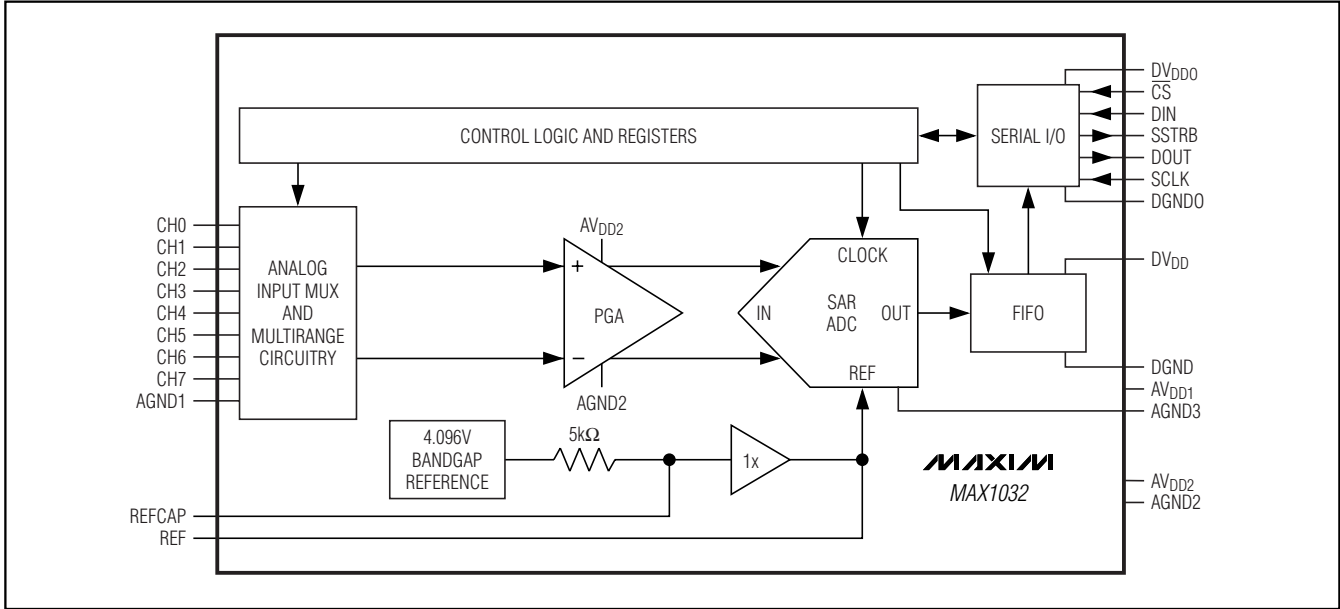 DVDDO
CS
DIN
SSTRB
DOUT
SCLK
DGNDO
CONTROL LOGIC AND REGISTERS
SERIAL I/O
CH0
CH1
CH2
CH3
CH4
CH5
CH6
CH7
AGND1
ANALOG
INPUT MUX
AND
MULTIRANGE
CIRCUITRY
AVDD2
+
PGA
−
AGND2
CLOCK
IN
SAR
ADC
OUT
REF
FIFO
DVDD
DGND
AVDD1
AGND3
4.096V
BANDGAP
REFERENCE
5kΩ
1x
MAXIM
MAX1032
AVDD2
AGND2
REFCAP
REF